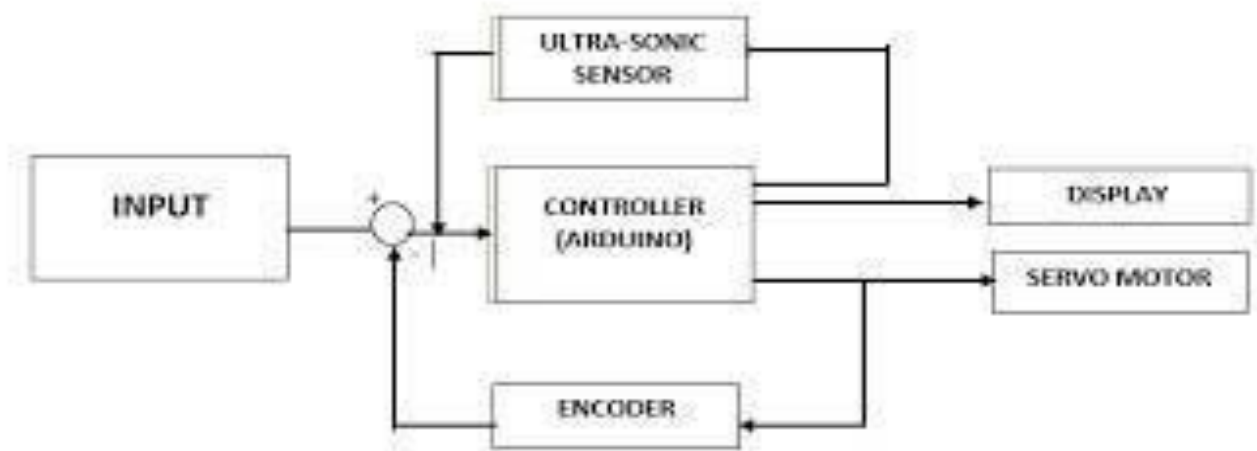 ULTRA-SONIC
SENSOR
INPUT
+
CONTROLLER
(ARDUINO)
DISPLAY
SERVO MOTOR
ENCODER